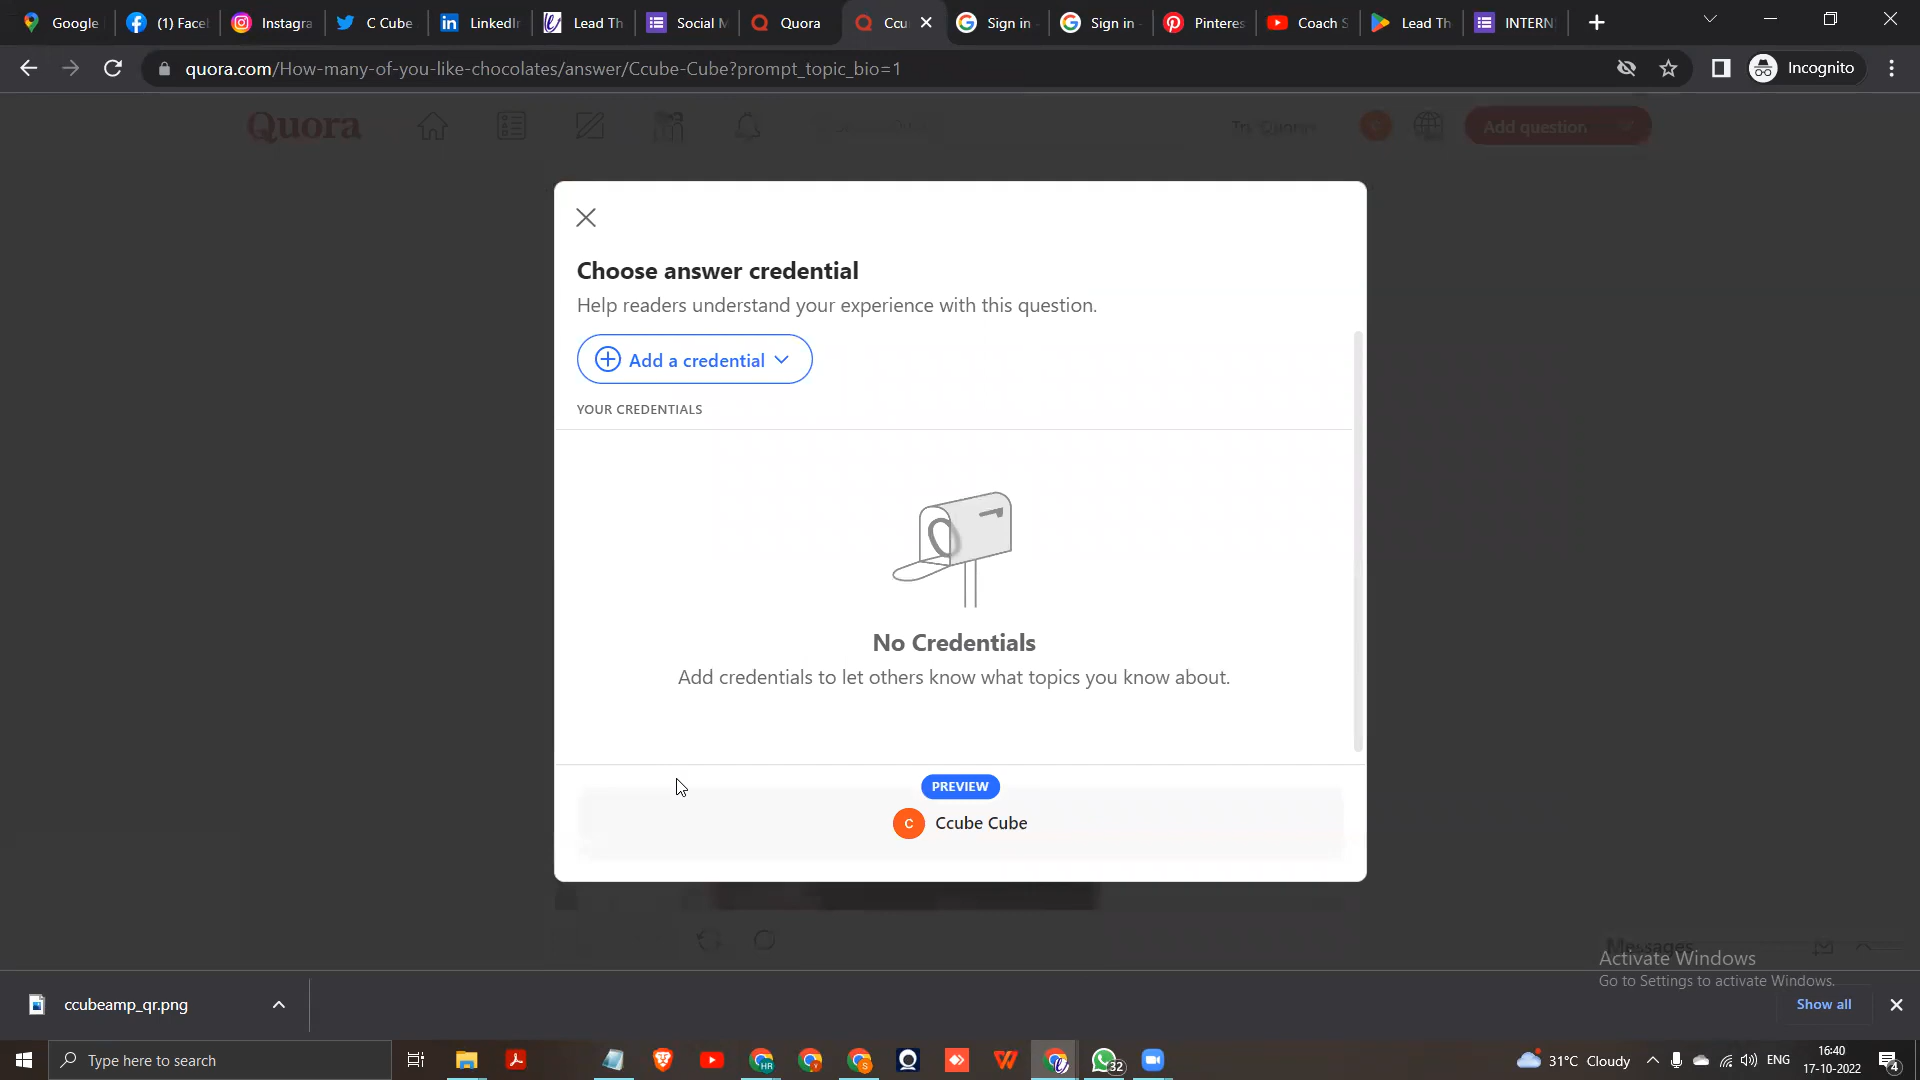 Google
(1) Face
Instagra
C Cube
LinkedIn
Lead Th
Social M
Quora
Ccu
Sign in
Sign in
Pinteres
Coach S
Lead Th
INTERN
quora.com/How-many-of-you-like-chocolates/answer/Ccube-Cube?prompt_topic_bio=1
Incognito
Quora
Add question
Choose answer credential
Help readers understand your experience with this question.
Add a credential
YOUR CREDENTIALS
No Credentials
Add credentials to let others know what topics you know about.
PREVIEW
C Ccube Cube
Messages
Activate Windows
Go to Settings to activate Windows.
ccubeamp_qr.png
Show all
Type here to search
HR
32
31°C Cloudy
ENG
16:40
17-10-2022
4